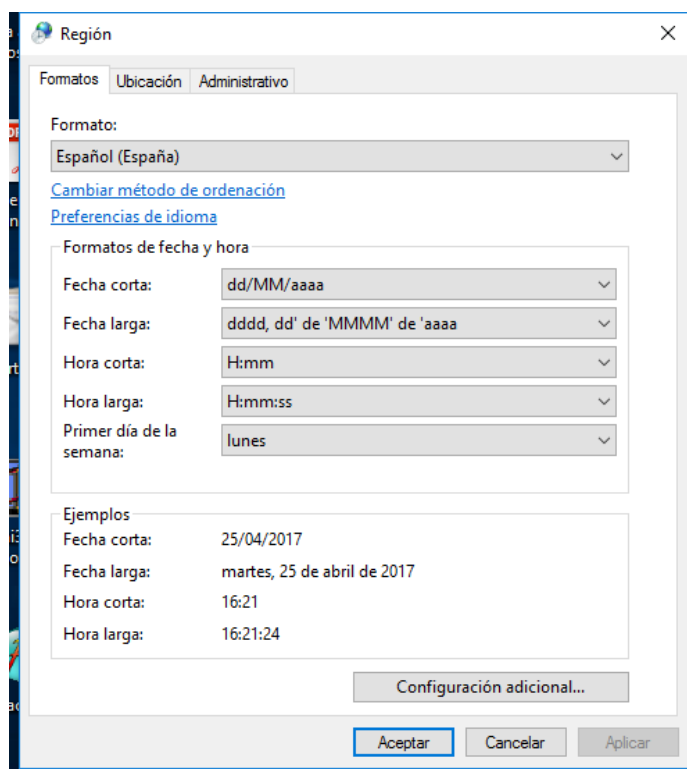 Región
Formatos Ubicación Administrativo
Formato:
Español (España)
Cambiar método de ordenación
Preferencias de idioma
Formatos de fecha y hora
Fecha corta: dd/MM/aaaa
Fecha larga: dddd, dd' de 'MMMM' de 'aaaa
Hora corta: H:mm
Hora larga: H:mm:ss
Primer día de la
semana: lunes
Ejemplos
Fecha corta: 25/04/2017
Fecha larga: martes, 25 de abril de 2017
Hora corta: 16:21
Hora larga: 16:21:24
Configuración adicional...
Aceptar Cancelar Aplicar